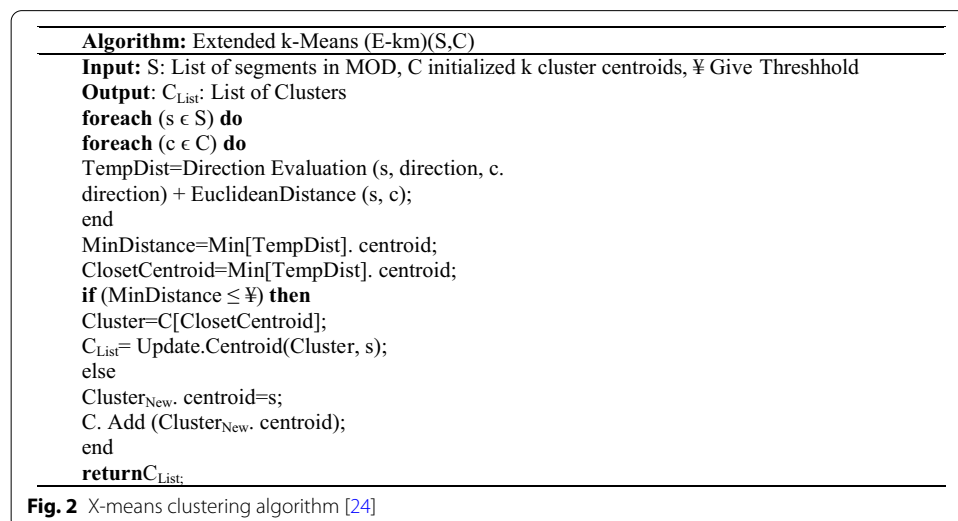 Algorithm: Extended k-Means (E-km)(S,C)
Input: S: List of segments in MOD, C initialized k cluster centroids, ¥ Give Threshhold
Output: CList: List of Clusters
foreach (s ϵ S) do
foreach (c ϵ C) do
TempDist=Direction Evaluation (s, direction, c.
direction) + EuclideanDistance (s, c);
end
MinDistance=Min[TempDist]. centroid;
ClosetCentroid=Min[TempDist]. centroid;
if (MinDistance ≤ ¥) then
Cluster=C[ClosetCentroid];
CList= Update.Centroid(Cluster, s);
else
ClusterNew. centroid=s;
C. Add (ClusterNew. centroid);
end
returnCList;
Fig. 2 X-means clustering algorithm [24]